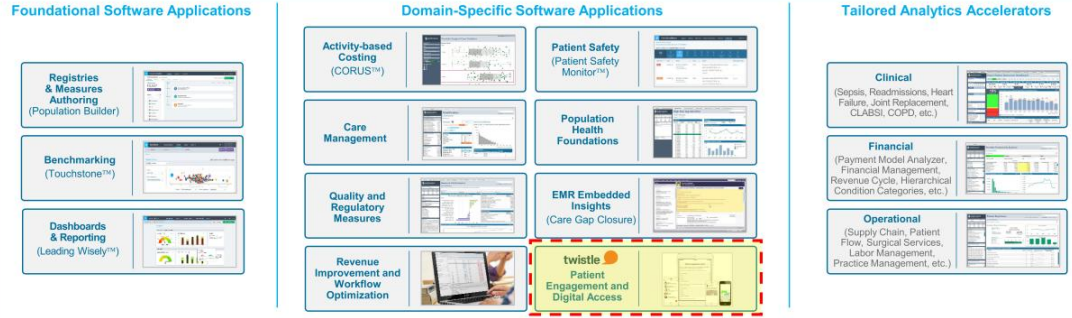 Foundational Software Applications
Registries
& Measures
Authoring
(Population Builder)
Benchmarking
(Touchstone™)
Dashboards
& Reporting
(Leading Wisely™)
Domain-Specific Software Applications
Activity-based
Costing
(CORUS™)
Patient Safety
(Patient Safety
Monitor™)
Care
Management
Population
Health
Foundations
Quality and
Regulatory
Measures
EMR Embedded
Insights
(Care Gap Closure)
Revenue
Improvement and
Workflow
Optimization
twistle
Patient
Engagement and
Digital Access
Tailored Analytics Accelerators
Clinical
(Sepsis, Readmissions, Heart
Failure, Joint Replacement,
CLABSI, COPD, etc.)
Financial
(Payment Model Analyzer,
Financial Management,
Revenue Cycle, Hierarchical
Condition Categories, etc.)
Operational
(Supply Chain, Patient
Flow, Surgical Services,
Labor Management,
Practice Management, etc.)